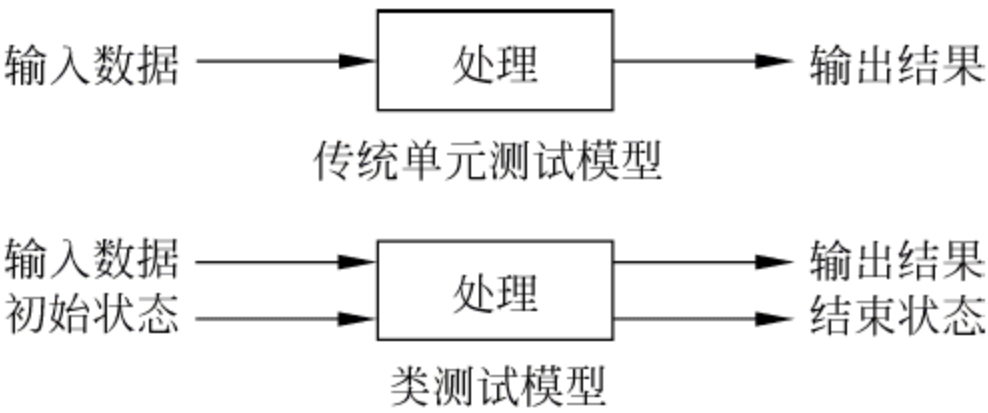 输入数据 处理 输出结果
传统单元测试模型
输入数据 输出结果
处理
初始状态 结束状态
类测试模型